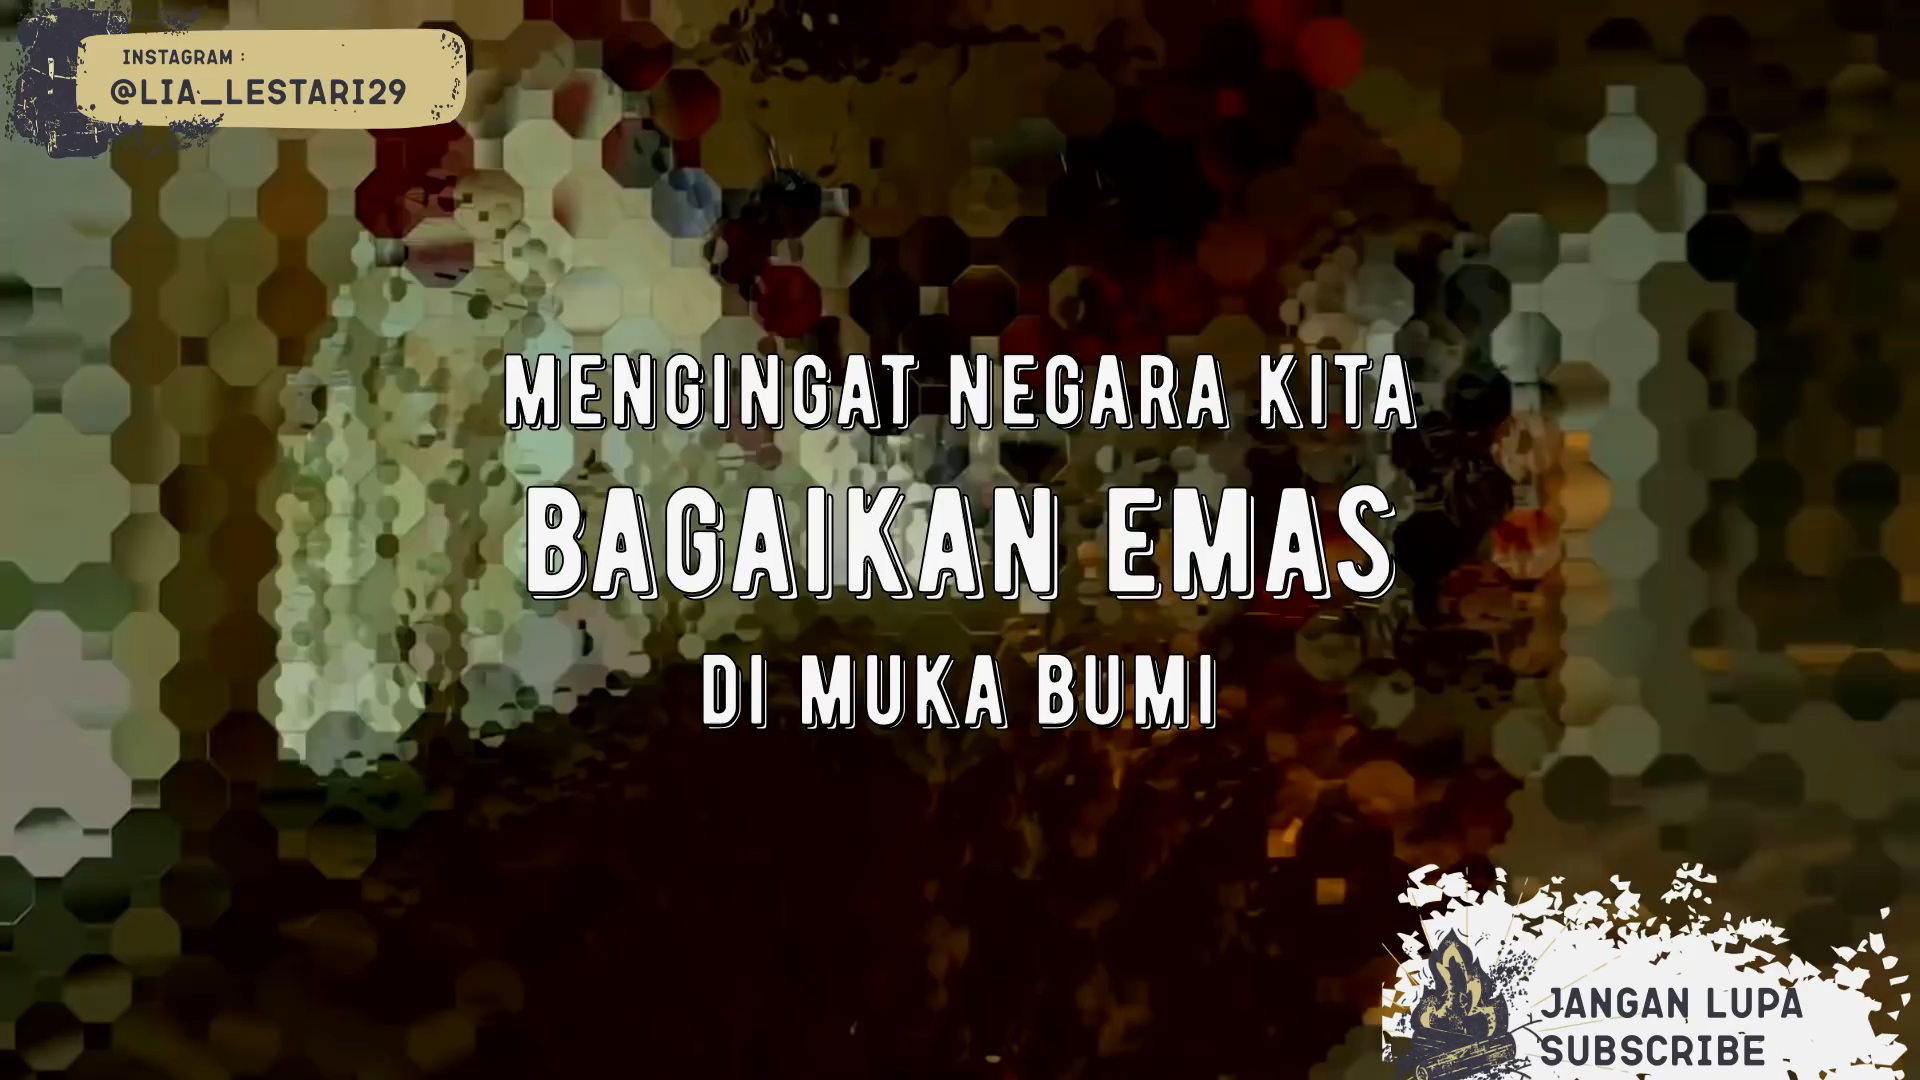 INSTAGRAM :
@LIA_LESTARI29
MENGINGAT NEGARA KITA
BAGAIKAN EMAS
DI MUKA BUMI
JANGAN LUPA
SUBSCRIBE